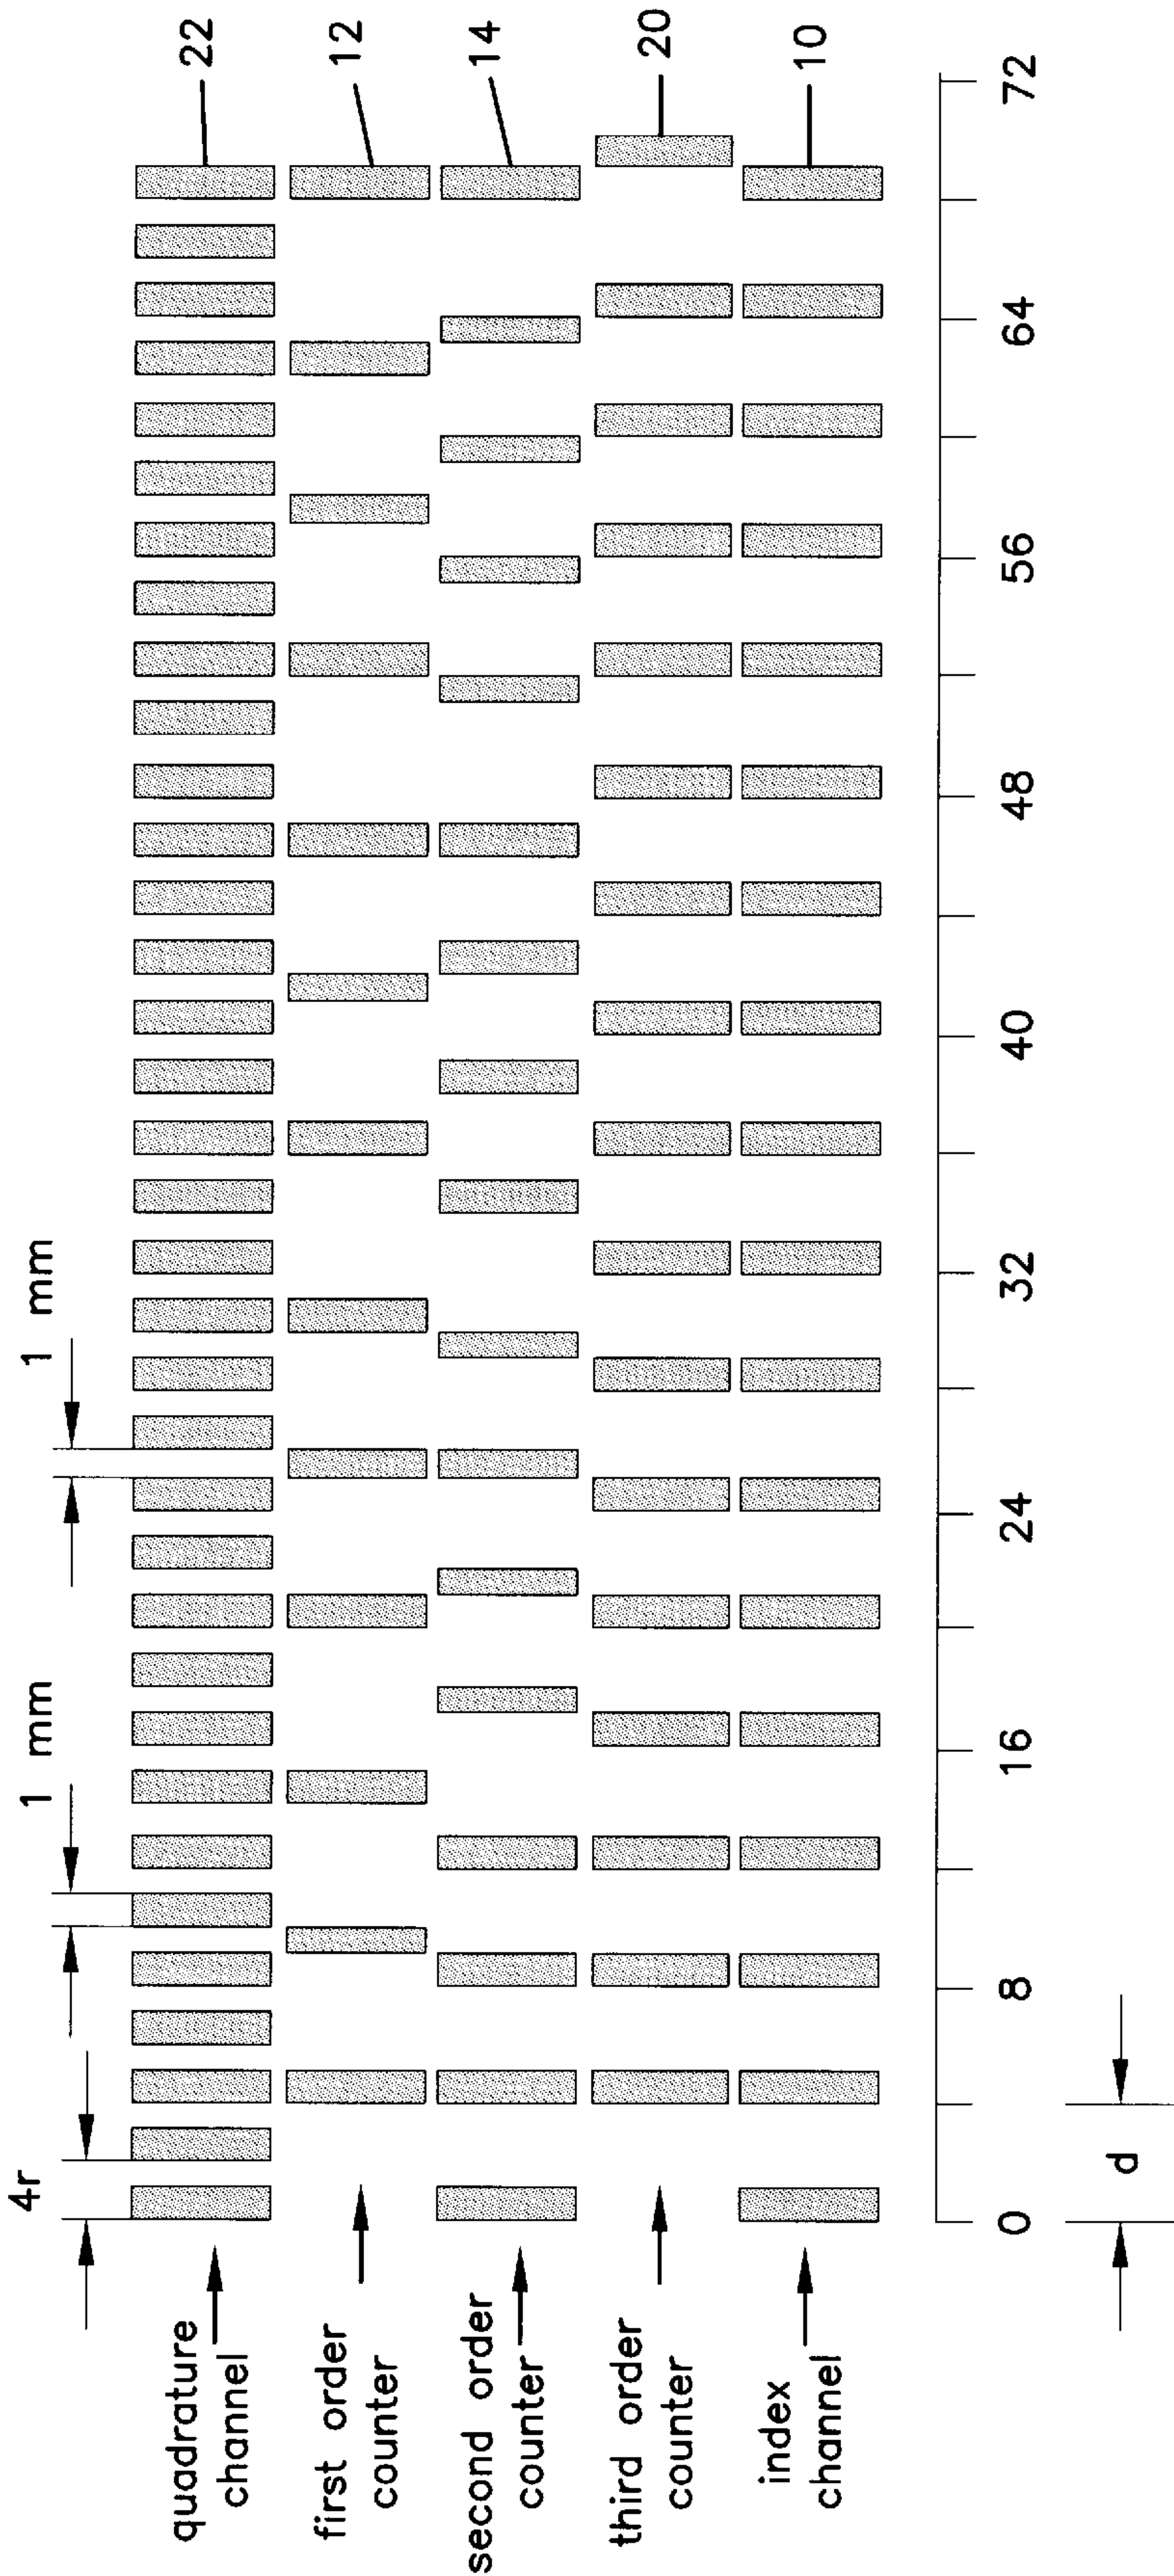 4r
1 mm
1 mm
quadrature
channel
22
first order
counter
12
second order
counter
14
third order
counter
20
index
channel
10
0
8
16
24
32
40
48
56
64
72
d